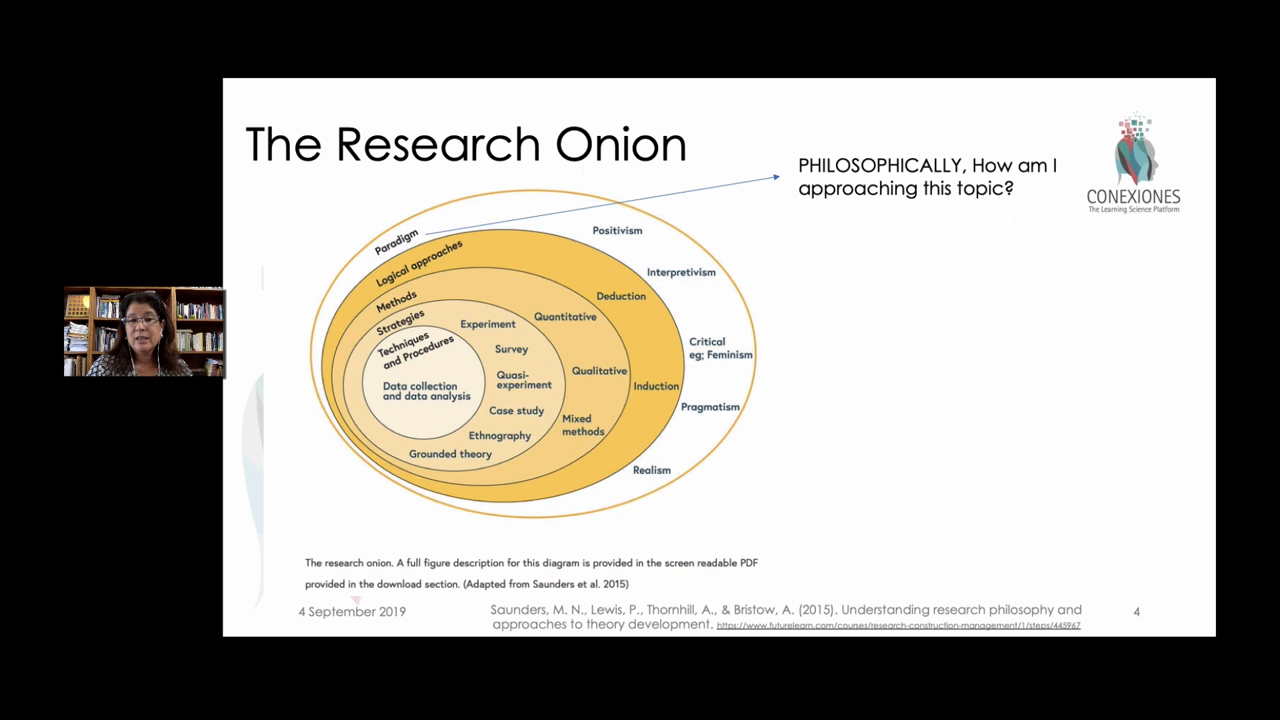 The Research Onion
PHILOSOPHICALLY, How am I
approaching this topic?
CONEXIONES
The Learning Science Platform
Paradigm
Logical approaches
Methods
Strategies
Techniques
and Procedures
Data collection
and data analysis
Experiment
Survey
Quasi-
experiment
Case study
Ethnography
Grounded theory
Quantitative
Qualitative
Mixed
methods
Deduction
Induction
Positivism
Interpretivism
Critical
eg; Feminism
Pragmatism
Realism
The research onion. A full figure description for this diagram is provided in the screen readable PDF
provided in the download section. (Adapted from Saunders et al. 2015)
4 September 2019
Saunders, M. N., Lewis, P., Thornhill, A., & Bristow, A. (2015). Understanding research philosophy and
approaches to theory development. https://www.futurelearn.com/courses/research-construction-management/1/steps/445967
4